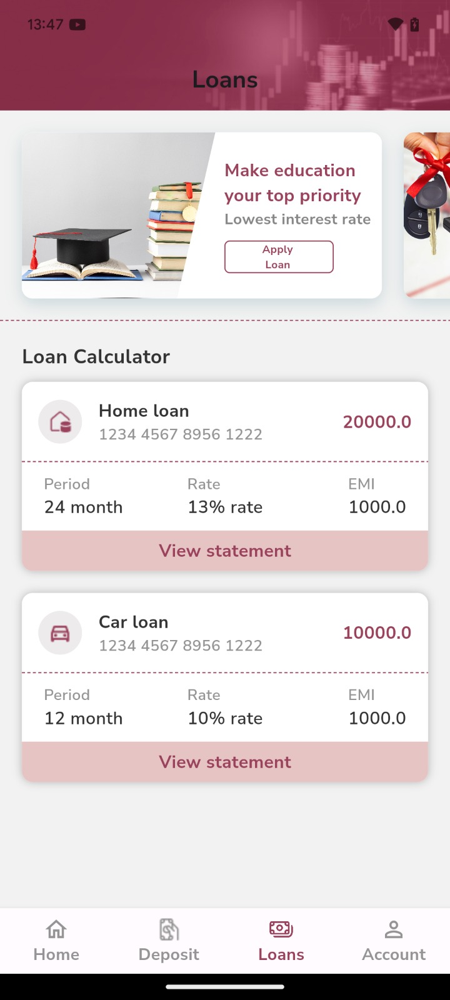 13:47
Loans
Make education
your top priority
Lowest interest rate
Apply
Loan
Loan Calculator
Home loan
1234 4567 8956 1222
20000.0
Period
Rate
EMI
24 month
13% rate
1000.0
View statement
Car loan
1234 4567 8956 1222
10000.0
Period
Rate
EMI
12 month
10% rate
1000.0
View statement
Home
Deposit
Loans
Account